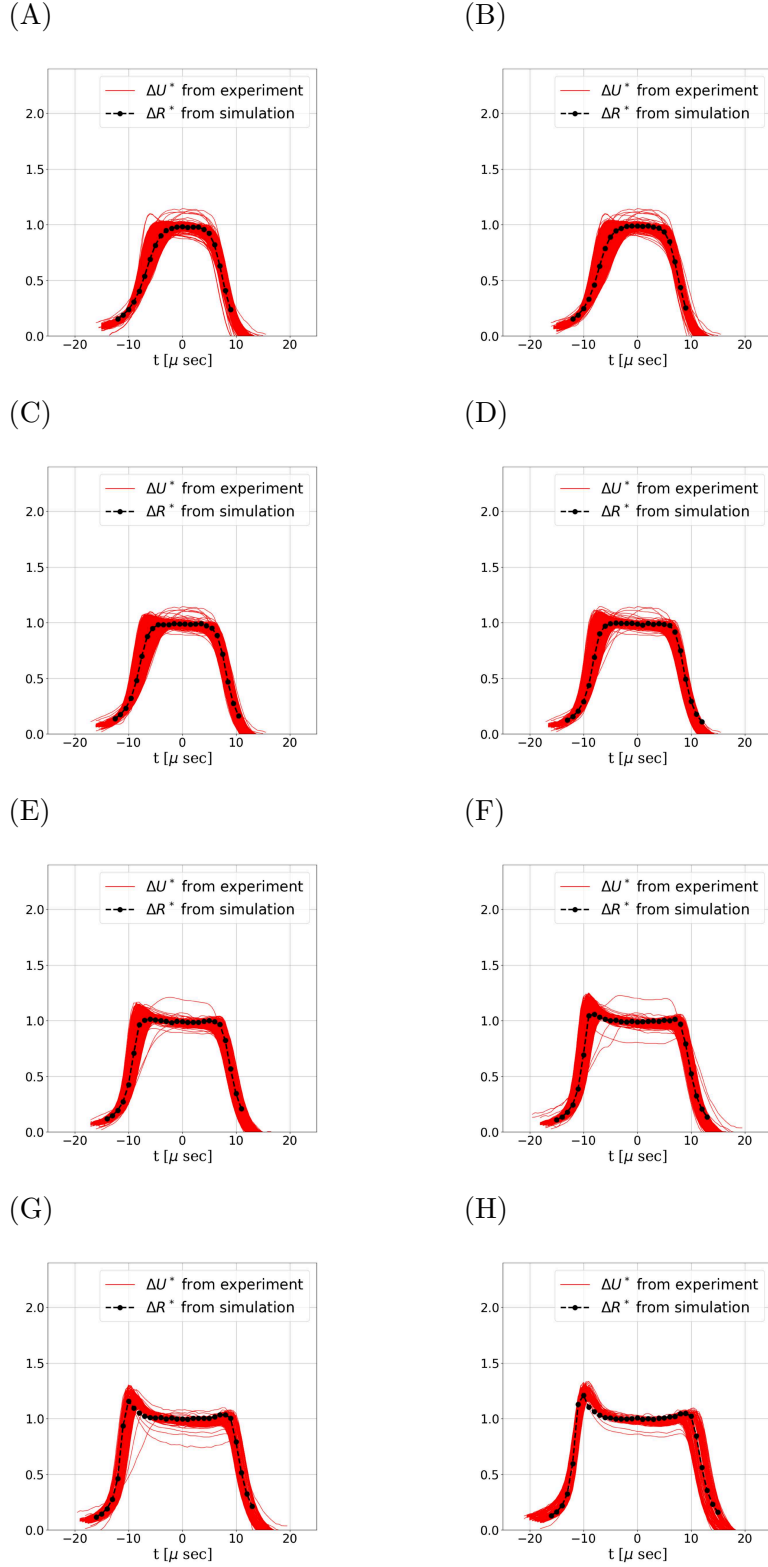 (A)
(B)
ΔU* from experiment
ΔR* from simulation
2.0
1.5
1.0
0.5
0.0
−20 −10 0 10 20
t [μ sec]
ΔU* from experiment
ΔR* from simulation
2.0
1.5
1.0
0.5
0.0
−20 −10 0 10 20
t [μ sec]
(C)
(D)
ΔU* from experiment
ΔR* from simulation
2.0
1.5
1.0
0.5
0.0
−20 −10 0 10 20
t [μ sec]
ΔU* from experiment
ΔR* from simulation
2.0
1.5
1.0
0.5
0.0
−20 −10 0 10 20
t [μ sec]
(E)
(F)
ΔU* from experiment
ΔR* from simulation
2.0
1.5
1.0
0.5
0.0
−20 −10 0 10 20
t [μ sec]
ΔU* from experiment
ΔR* from simulation
2.0
1.5
1.0
0.5
0.0
−20 −10 0 10 20
t [μ sec]
(G)
(H)
ΔU* from experiment
ΔR* from simulation
2.0
1.5
1.0
0.5
0.0
−20 −10 0 10 20
t [μ sec]
ΔU* from experiment
ΔR* from simulation
2.0
1.5
1.0
0.5
0.0
−20 −10 0 10 20
t [μ sec]